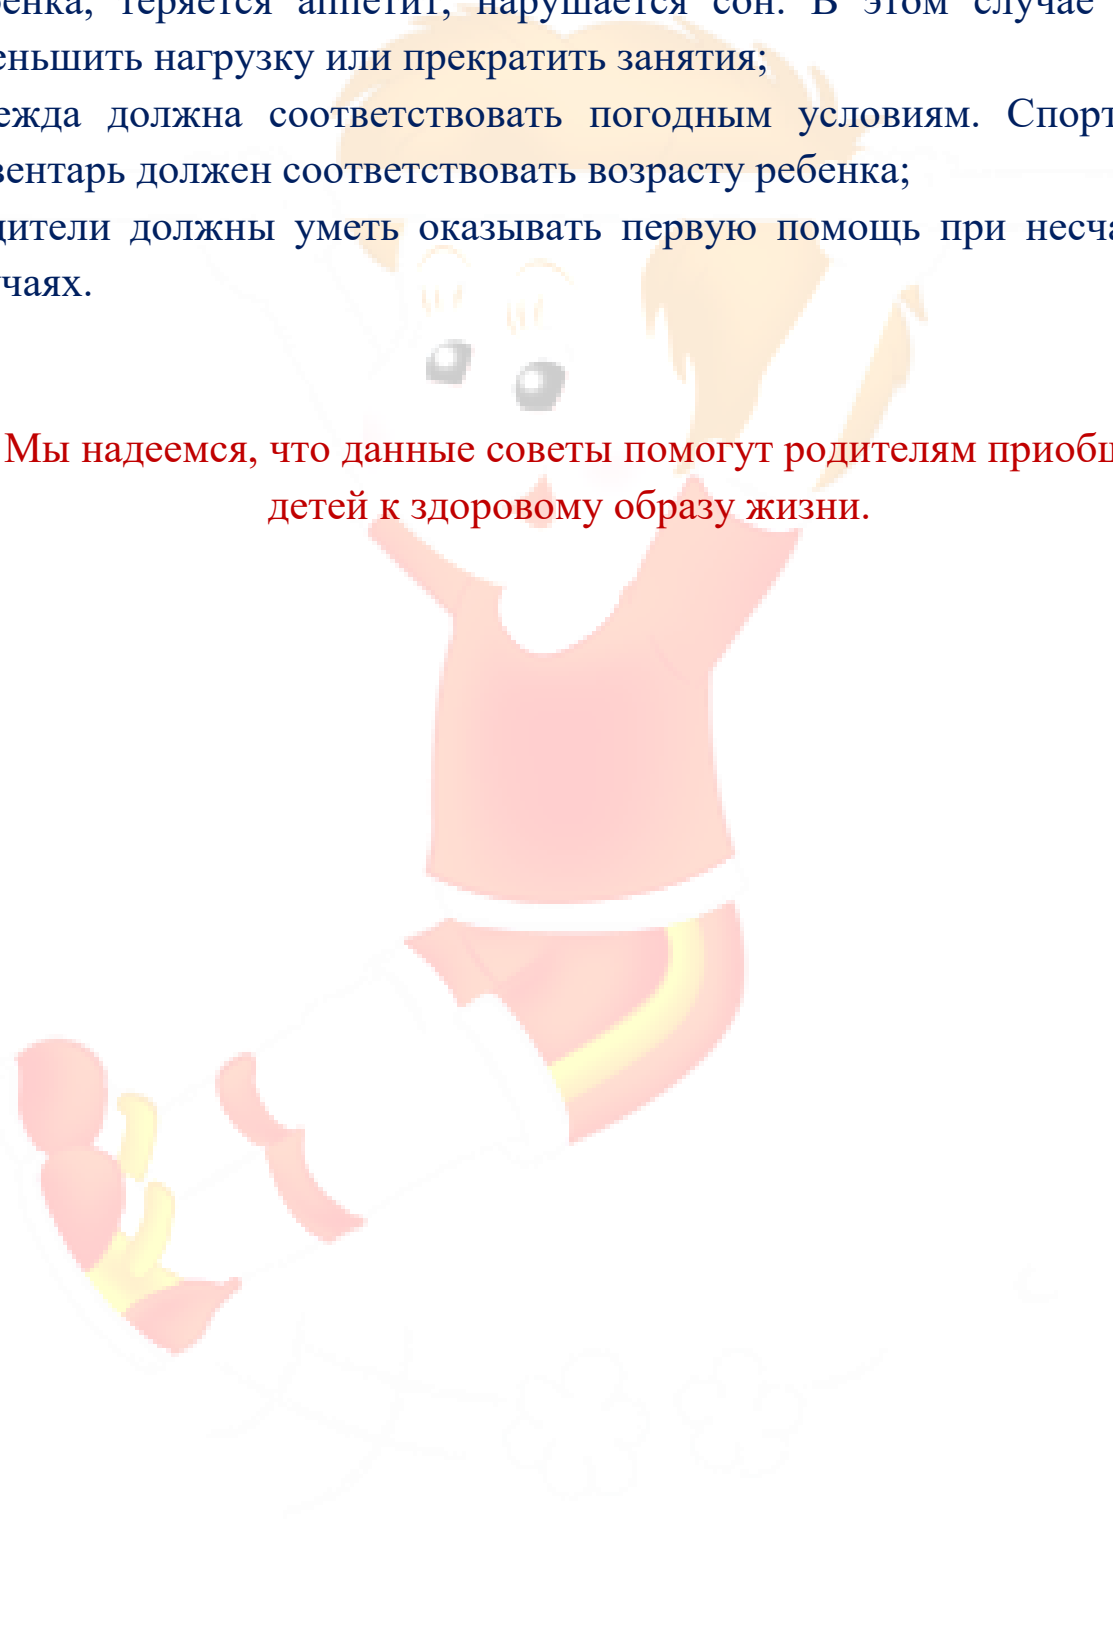 енка, теряется аппетит, нарушается сон. В этом случае
еньшить нагрузку или прекратить занятия;
ежда должна соответствовать погодным условиям. Спорт
вентарь должен соответствовать возрасту ребенка;
дители должны уметь оказывать первую помощь при несча
чаях.
Мы надеемся, что данные советы помогут родителям приобщ
детей к здоровому образу жизни.